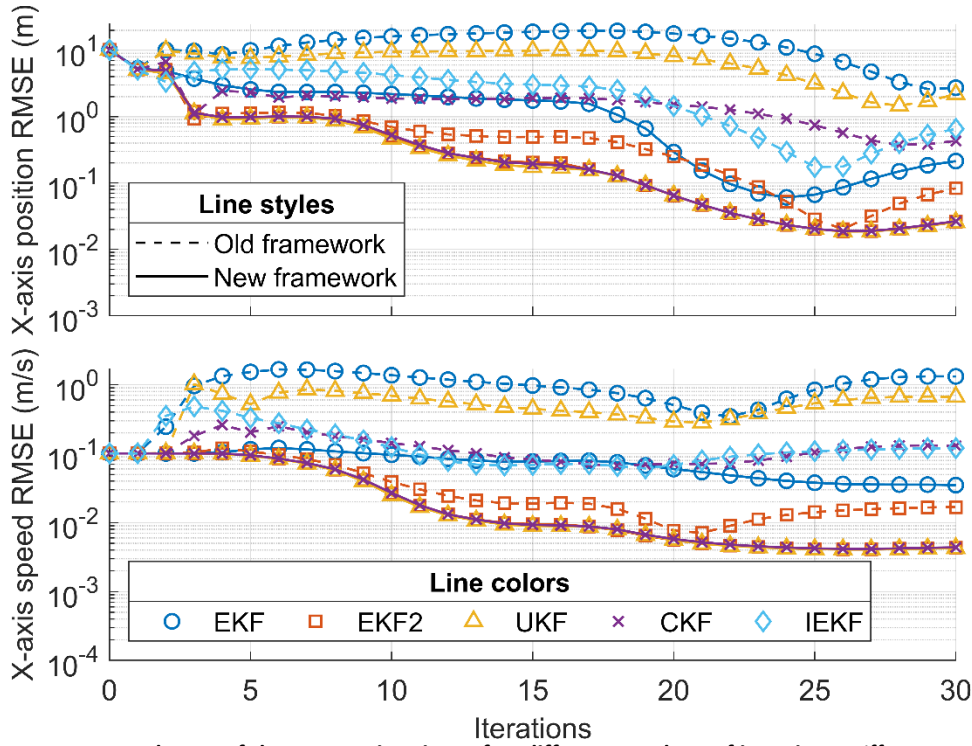 X-axis position RMSE (m)
10^1
10^0
10^-1
10^-2
10^-3
Line styles
Old framework
New framework
X-axis speed RMSE (m/s)
10^0
10^-1
10^-2
10^-3
10^-4
Line colors
EKF EKF2 UKF CKF IEKF
0 5 10 15 20 25 30
Iterations